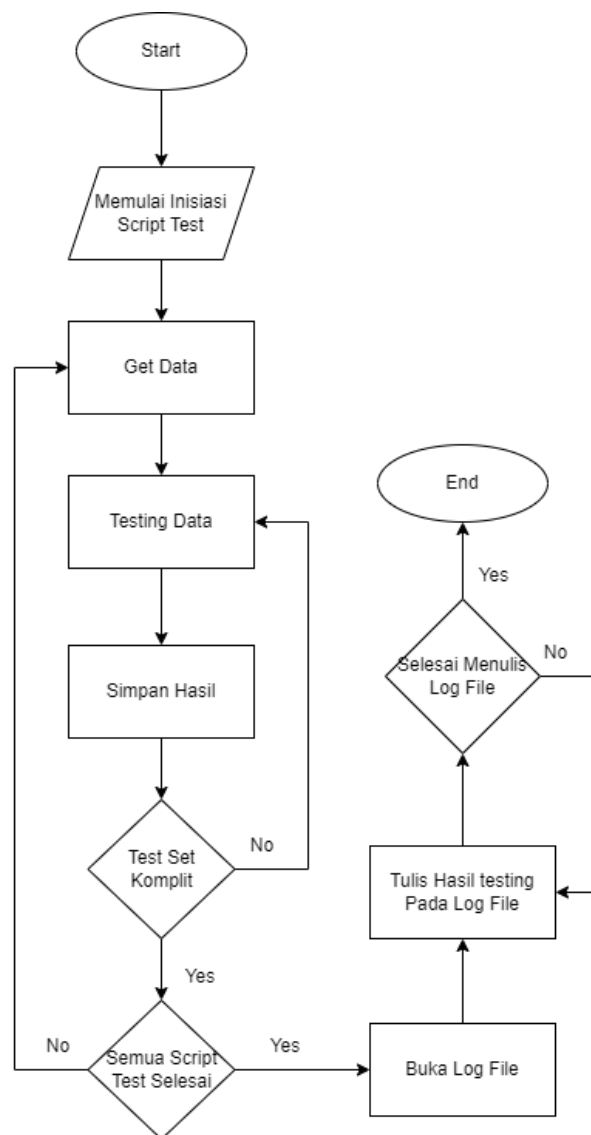 Start
Memulai Inisiasi
Script Test
Get Data
Testing Data
Simpan Hasil
Test Set
Komplit
No
Yes
Semua Script
Test Selesai
No
Yes
Buka Log File
Tulis Hasil testing
Pada Log File
Selesai Menulis
Log File
No
Yes
End